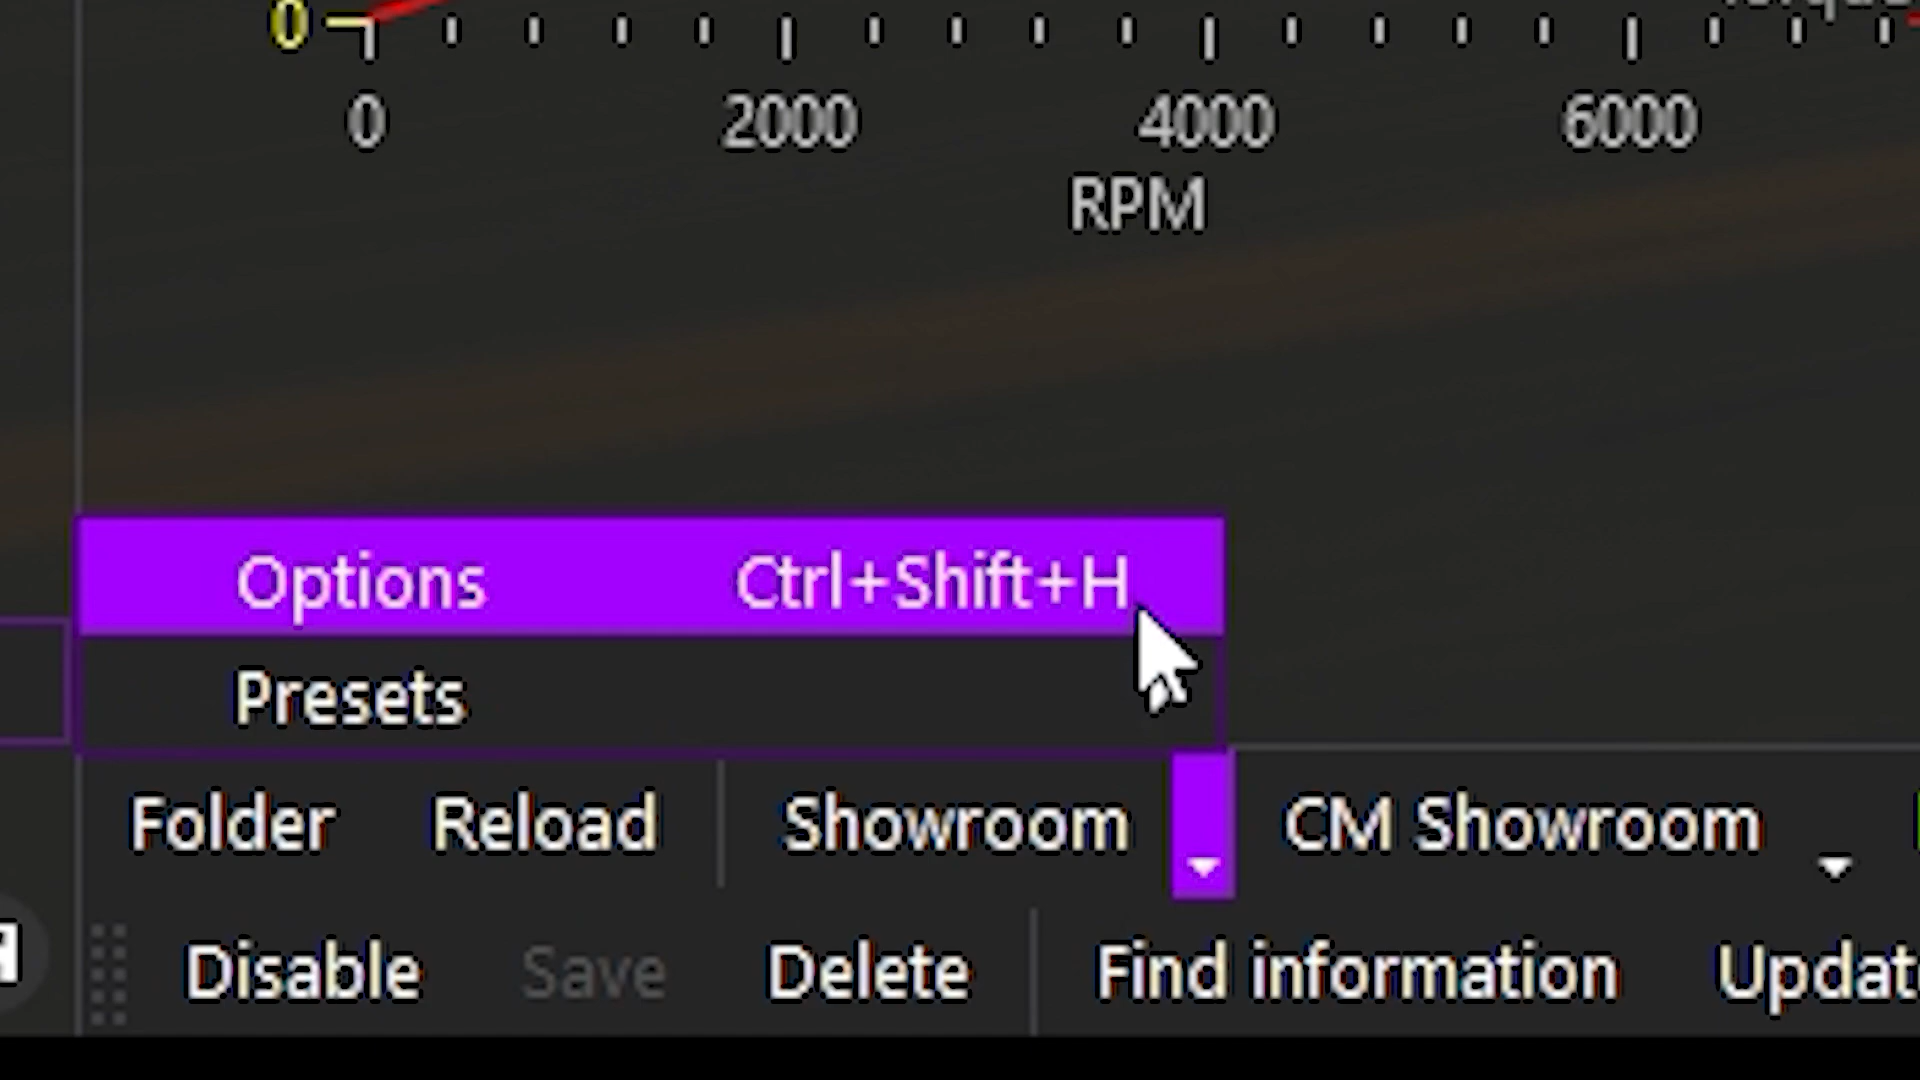 0
0 2000 4000 6000
RPM
Options Ctrl+Shift+H
Presets
Folder Reload Showroom CM Showroom
Disable Save Delete Find information